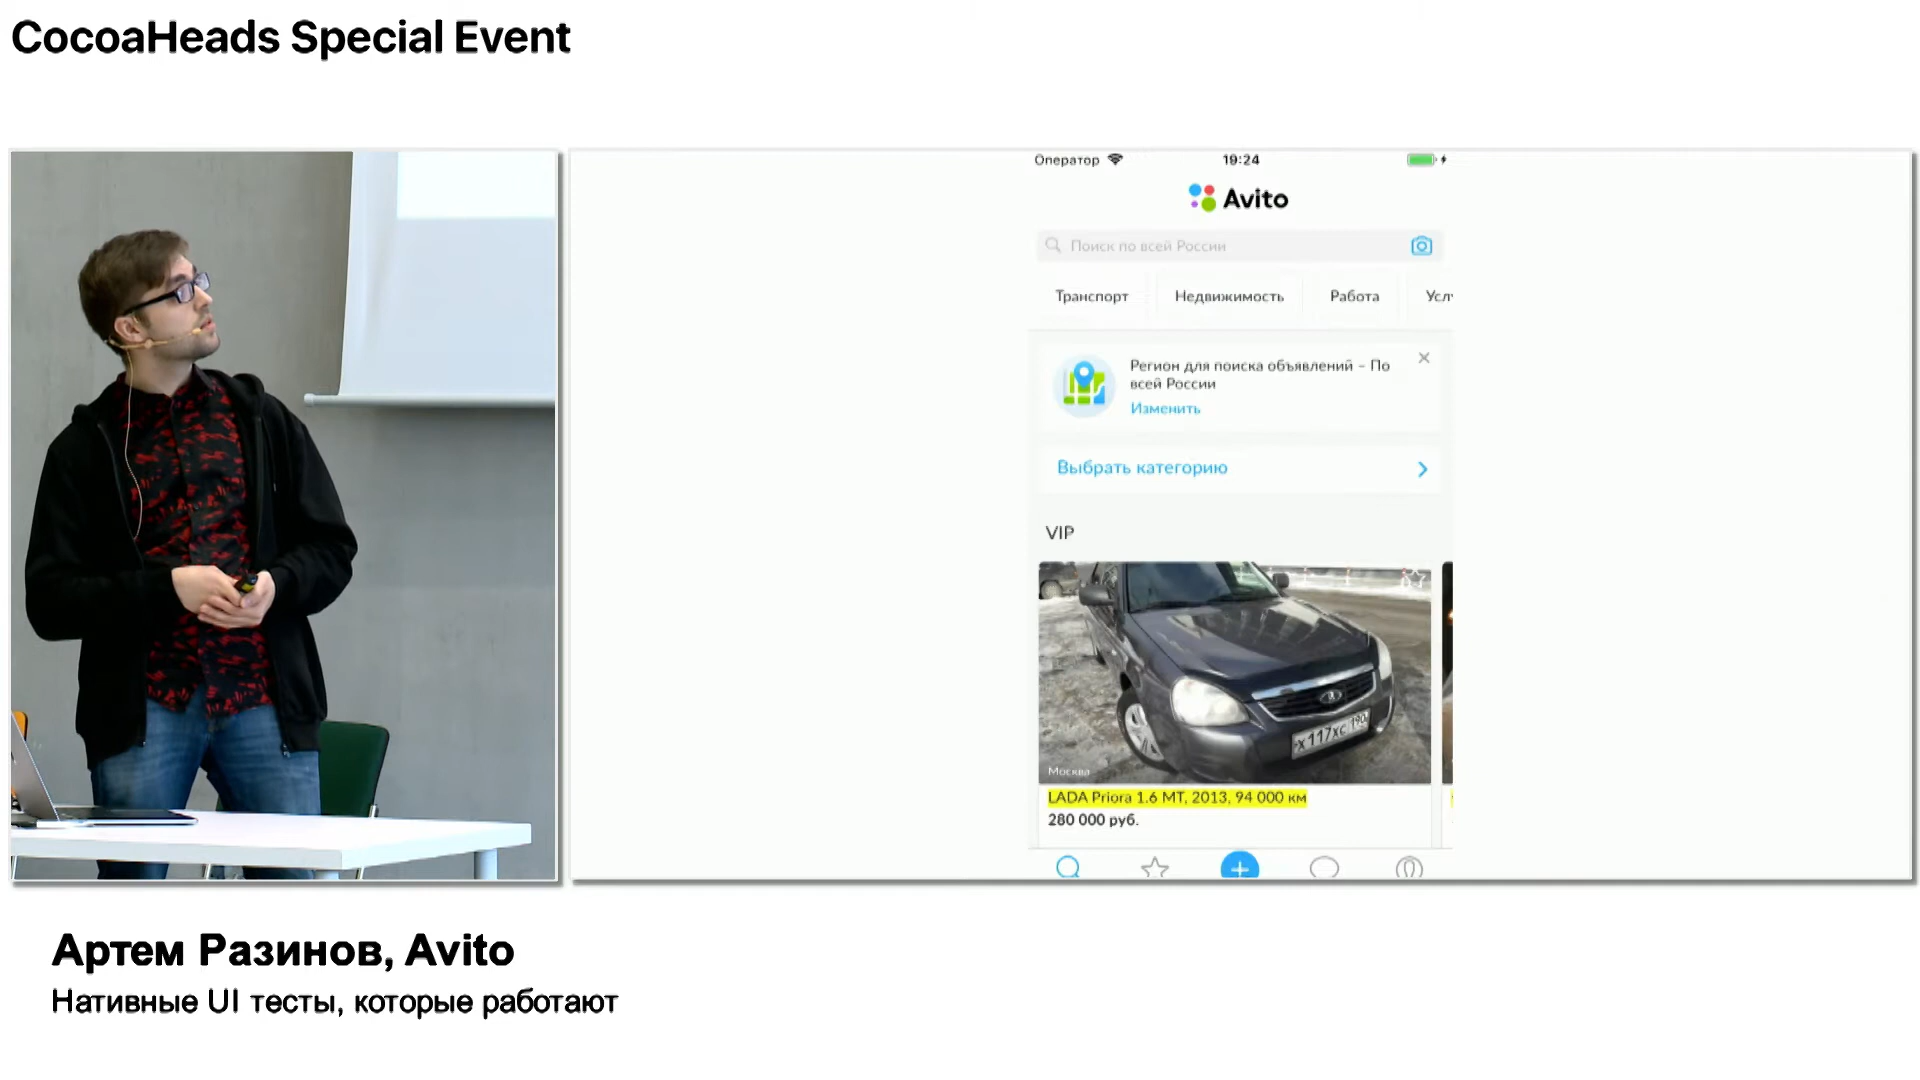 CocoaHeads Special Event
Оператор
19:24
Avito
Поиск по всей России
Транспорт
Недвижимость
Работа
Усл
Регион для поиска объявлений – По
всей России
Изменить
Выбрать категорию
VIP
х117хс 190
Москва
LADA Priora 1.6 MT, 2013, 94 000 км
280 000 руб.
Артем Разинов, Avito
Нативные UI тесты, которые работают